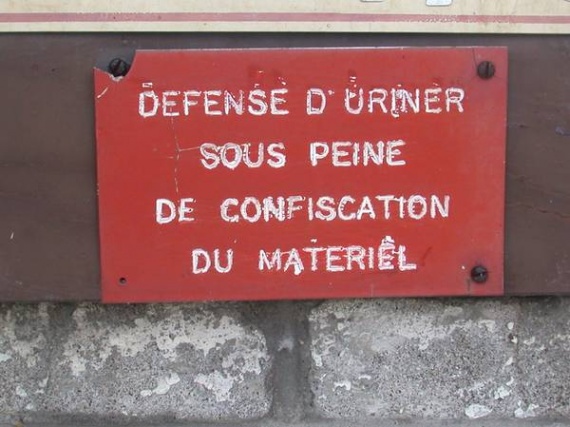 DEFENSE D'URINER
SOUS PEINE
DE CONFISCATION
DU MATERIEL